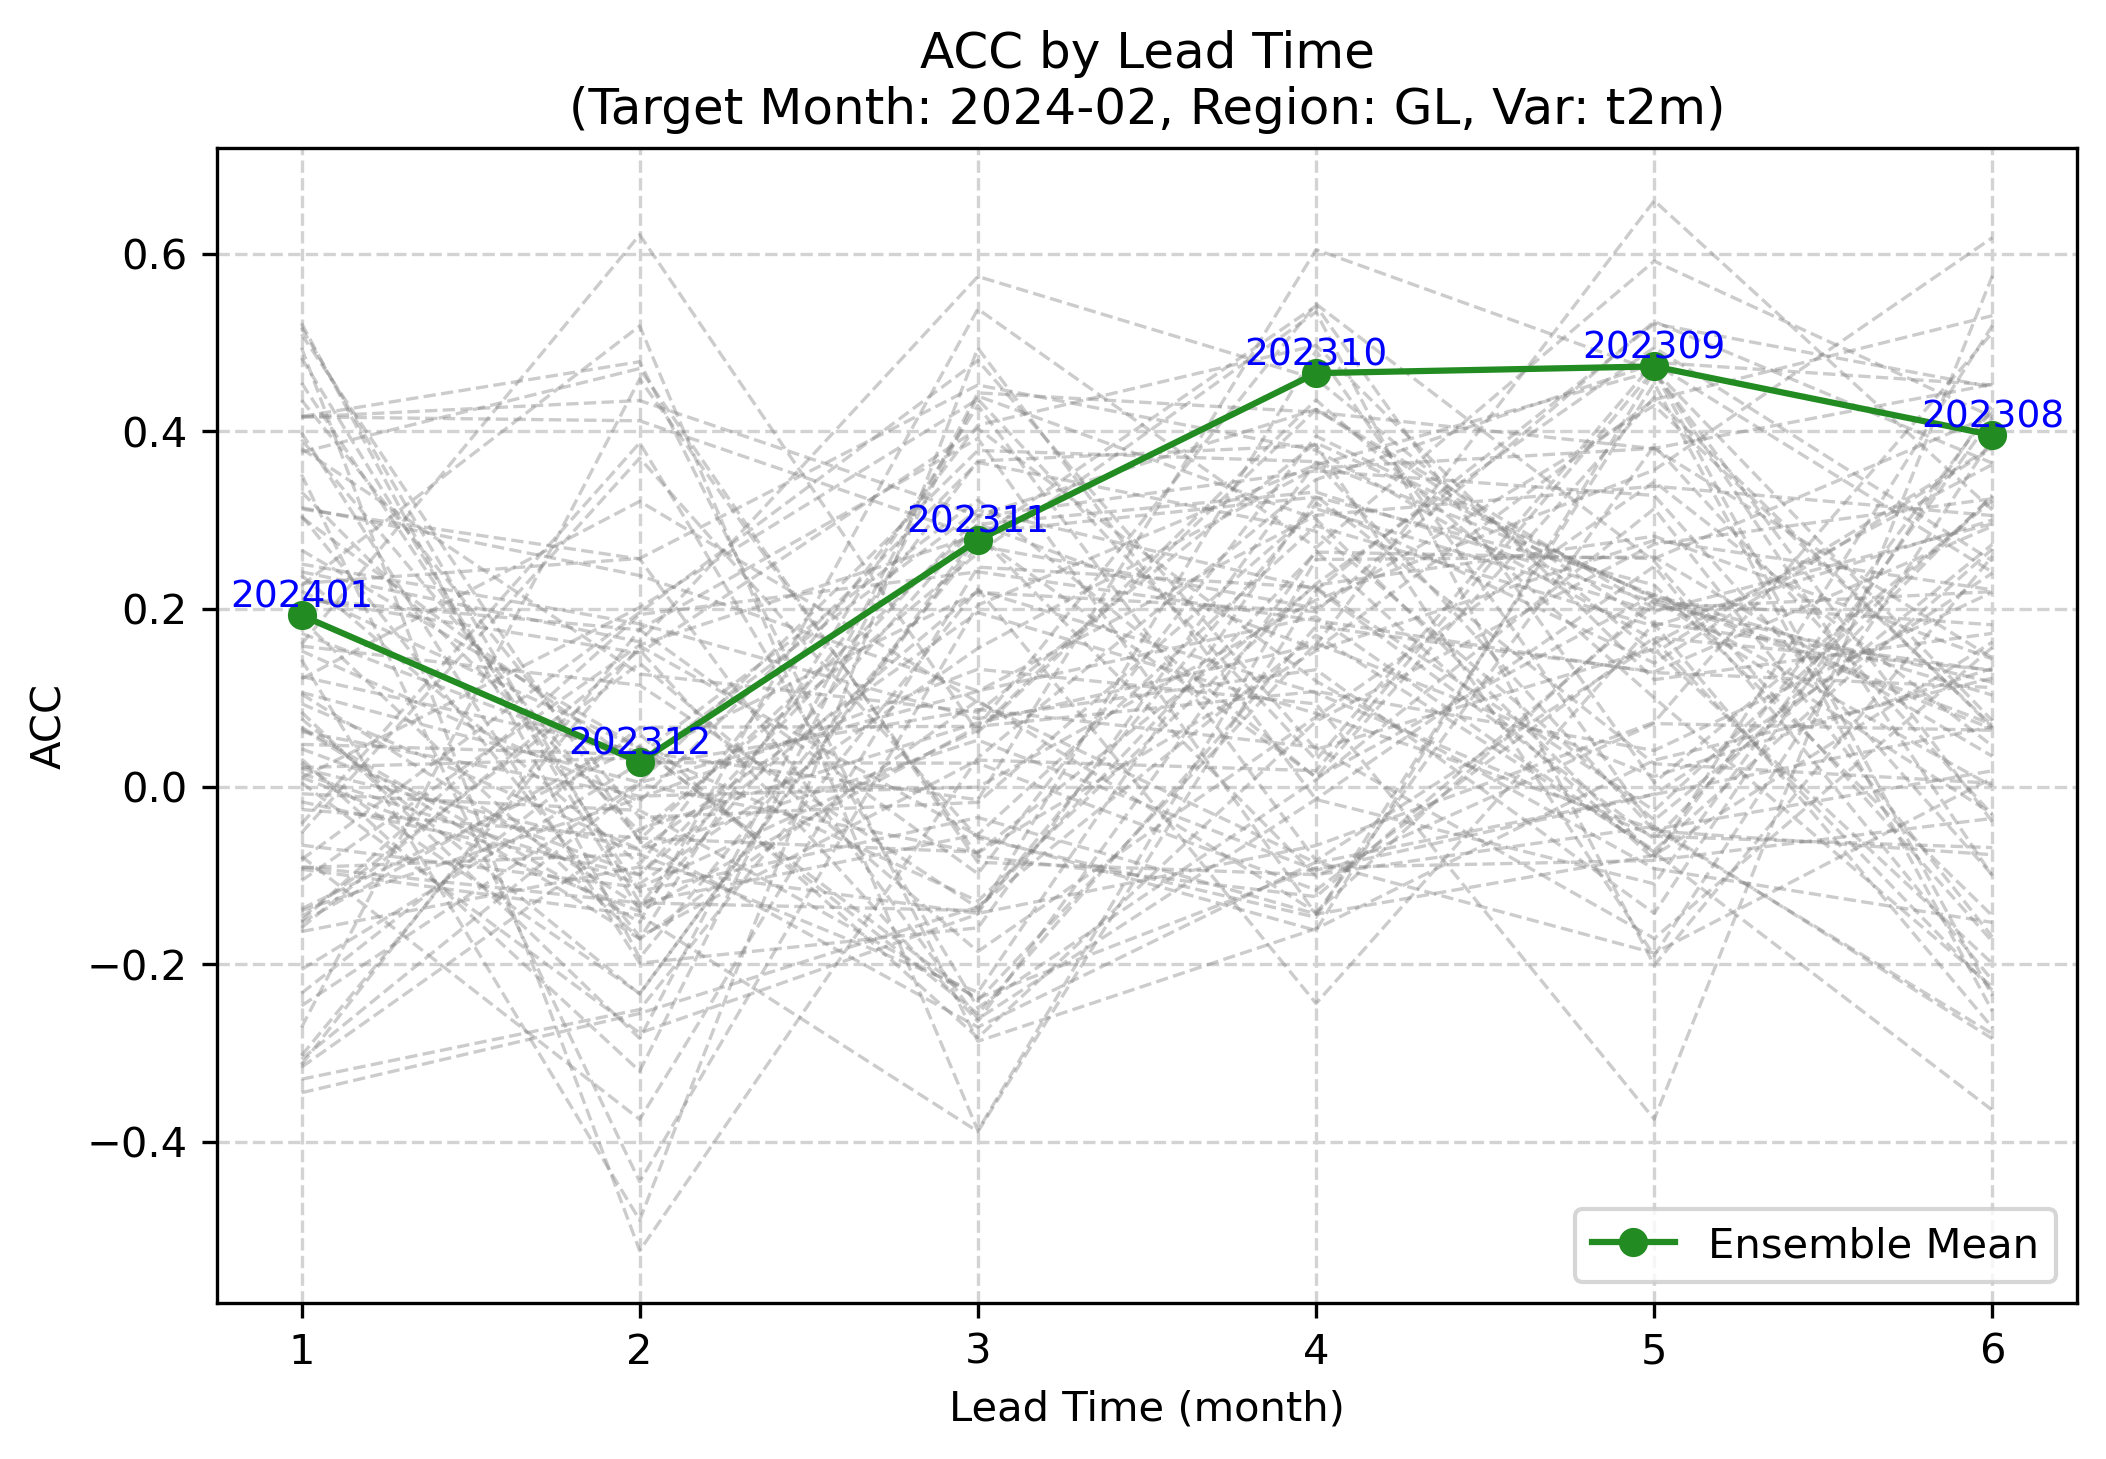 ACC by Lead Time
(Target Month: 2024-02, Region: GL, Var: t2m)
ACC
0.6
0.4
0.2
0.0
−0.2
−0.4
202401
202312
202311
202310
202309
202308
Ensemble Mean
1 2 3 4 5 6
Lead Time (month)